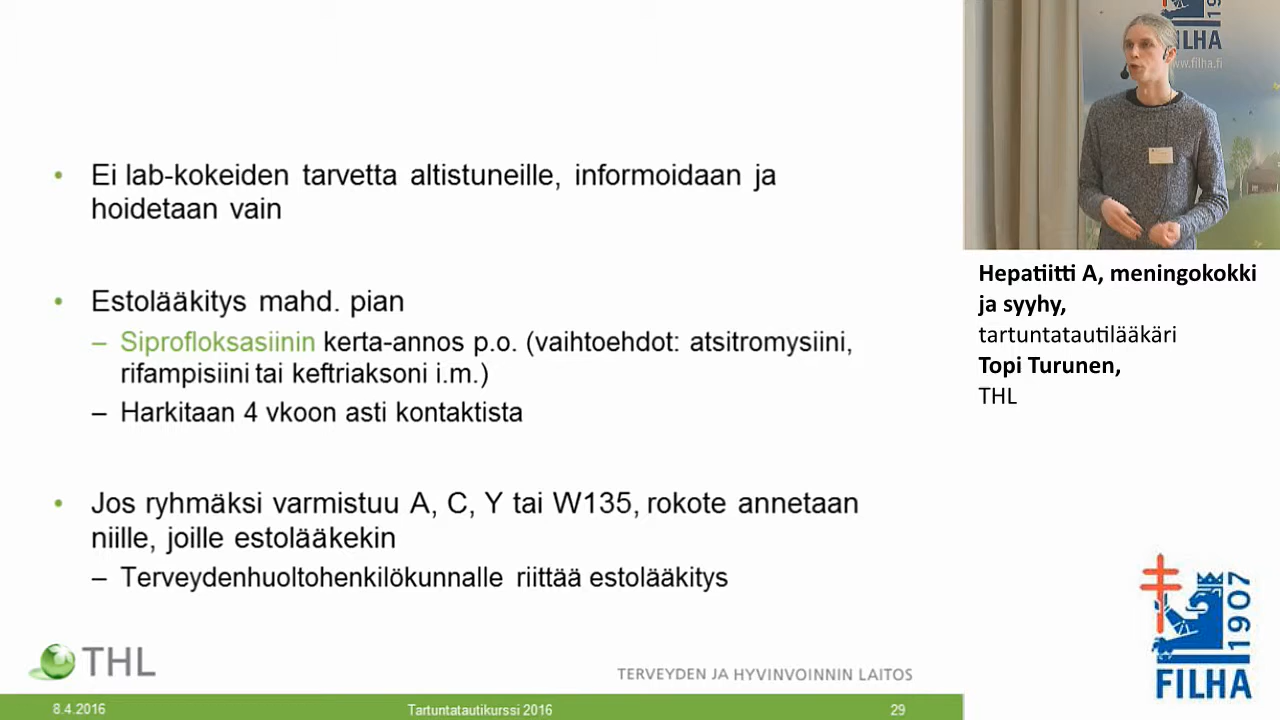 Ei lab-kokeiden tarvetta altistuneille, informoidaan ja
hoidetaan vain
Estolääkitys mahd. pian
– Siprofloksasiinin kerta-annos p.o. (vaihtoehdot: atsitromysiini,
rifampisiini tai keftriaksoni i.m.)
– Harkitaan 4 vkoon asti kontaktista
Jos ryhmäksi varmistuu A, C, Y tai W135, rokote annetaan
niille, joille estolääkekin
– Terveydenhuoltohenkilökunnalle riittää estolääkitys
THL
TERVEYDEN JA HYVINVOINNIN LAITOS
8.4.2016
Tartuntatautikurssi 2016
29
FILHA
www.filha.fi
Hepatiitti A, meningokokki
ja syyhy,
tartuntatautilääkäri
Topi Turunen,
THL
1907
FILHA